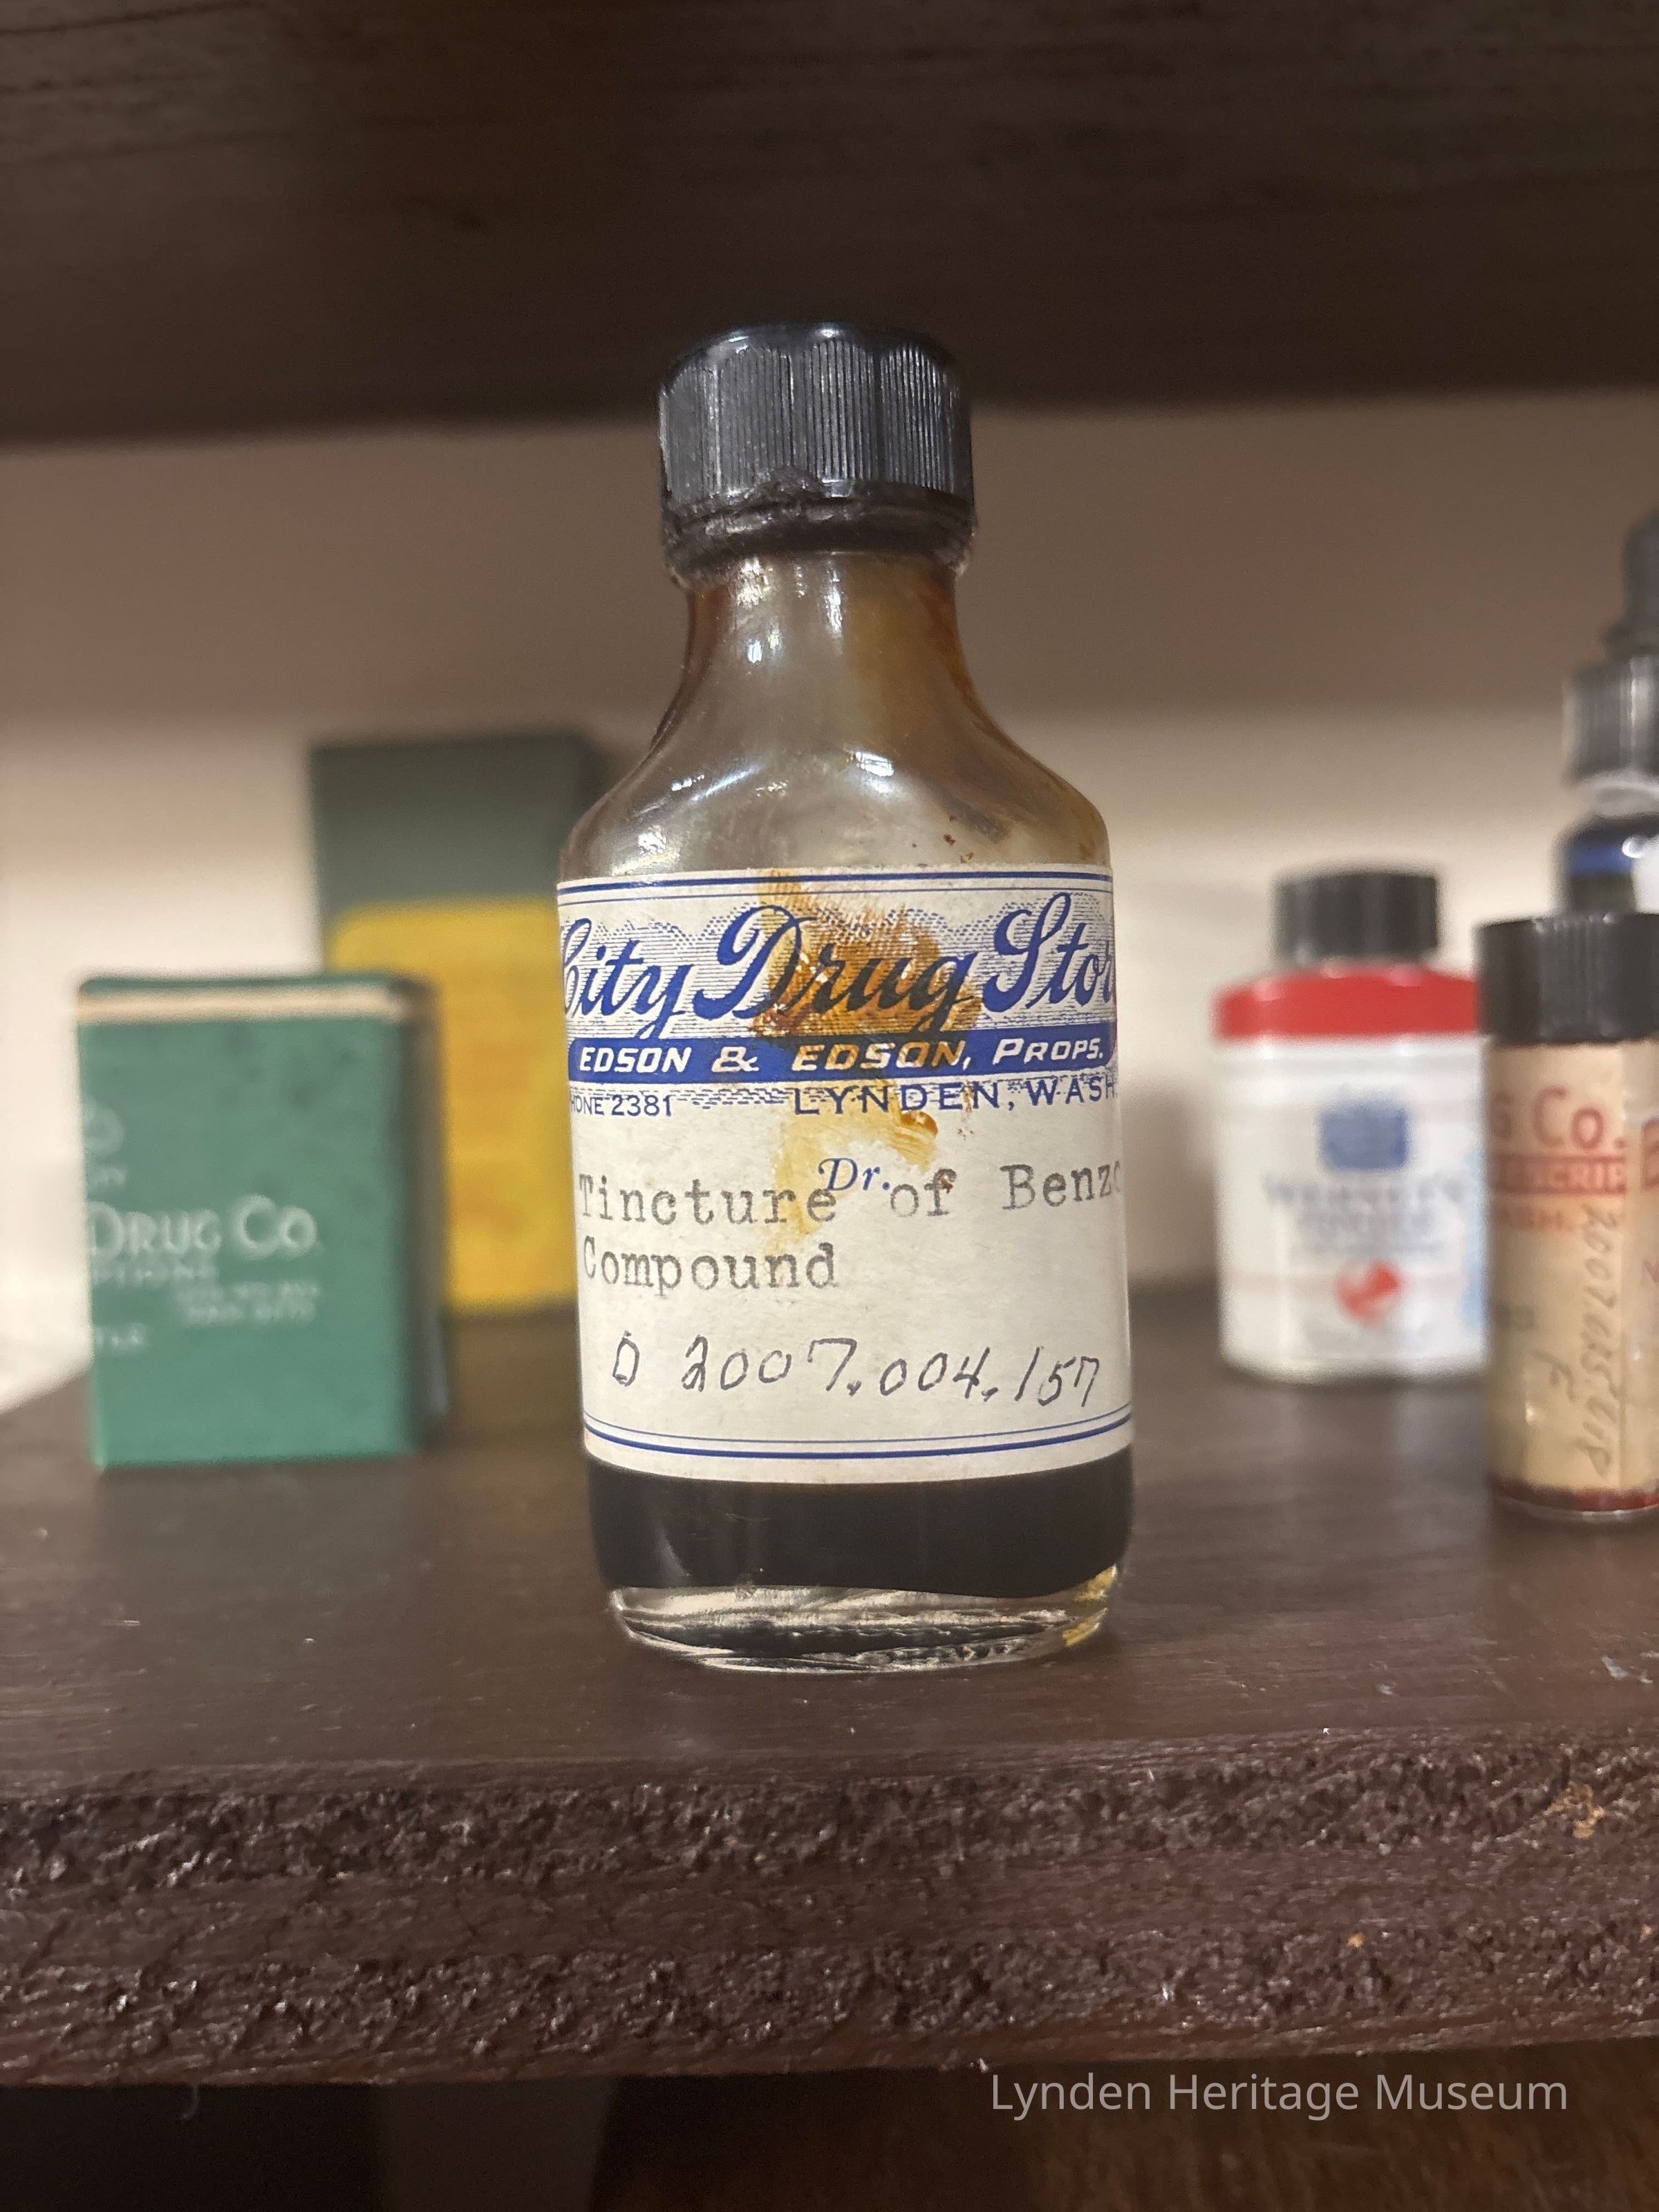 City Drug Stor
EDSON & EDSON, PROPS.
HONE 2381 LYNDEN, WASH.
Dr.
Tincture of Benzo
Compound
D 2007.004.157
DRUG CO.
G Co.
Lynden Heritage Museum